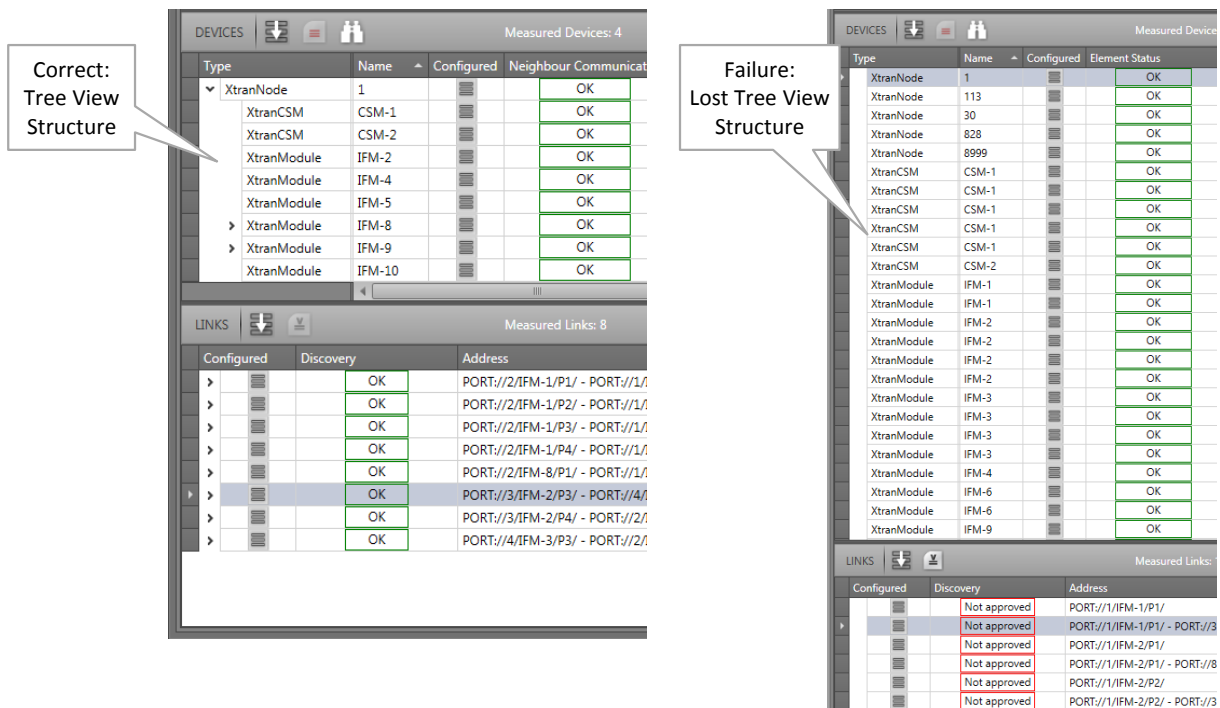 Correct:
Tree View
Structure
DEVICES Measured Devices: 4
Type Name Configured Neighbour Communicat
XtranNode 1 OK
XtranCSM CSM-1 OK
XtranCSM CSM-2 OK
XtranModule IFM-2 OK
XtranModule IFM-4 OK
XtranModule IFM-5 OK
XtranModule IFM-8 OK
XtranModule IFM-9 OK
XtranModule IFM-10 OK
LINKS Measured Links: 8
Configured Discovery Address
OK PORT://2/IFM-1/P1/ - PORT://1/
OK PORT://2/IFM-1/P2/ - PORT://1/
OK PORT://2/IFM-1/P3/ - PORT://1/
OK PORT://2/IFM-1/P4/ - PORT://1/
OK PORT://2/IFM-8/P1/ - PORT://1/
OK PORT://3/IFM-2/P3/ - PORT://4/
OK PORT://3/IFM-2/P4/ - PORT://2/
OK PORT://4/IFM-3/P3/ - PORT://2/
Failure:
Lost Tree View
Structure
DEVICES Measured Device
Type Name Configured Element Status
XtranNode 1 OK
XtranNode 113 OK
XtranNode 30 OK
XtranNode 828 OK
XtranNode 8999 OK
XtranCSM CSM-1 OK
XtranCSM CSM-1 OK
XtranCSM CSM-1 OK
XtranCSM CSM-1 OK
XtranCSM CSM-1 OK
XtranCSM CSM-2 OK
XtranModule IFM-1 OK
XtranModule IFM-1 OK
XtranModule IFM-2 OK
XtranModule IFM-2 OK
XtranModule IFM-2 OK
XtranModule IFM-2 OK
XtranModule IFM-3 OK
XtranModule IFM-3 OK
XtranModule IFM-3 OK
XtranModule IFM-3 OK
XtranModule IFM-4 OK
XtranModule IFM-6 OK
XtranModule IFM-6 OK
XtranModule IFM-9 OK
LINKS Measured Links:
Configured Discovery Address
Not approved PORT://1/IFM-1/P1/
Not approved PORT://1/IFM-1/P1/ - PORT://3
Not approved PORT://1/IFM-2/P1/
Not approved PORT://1/IFM-2/P1/ - PORT://8
Not approved PORT://1/IFM-2/P2/
Not approved PORT://1/IFM-2/P2/ - PORT://3